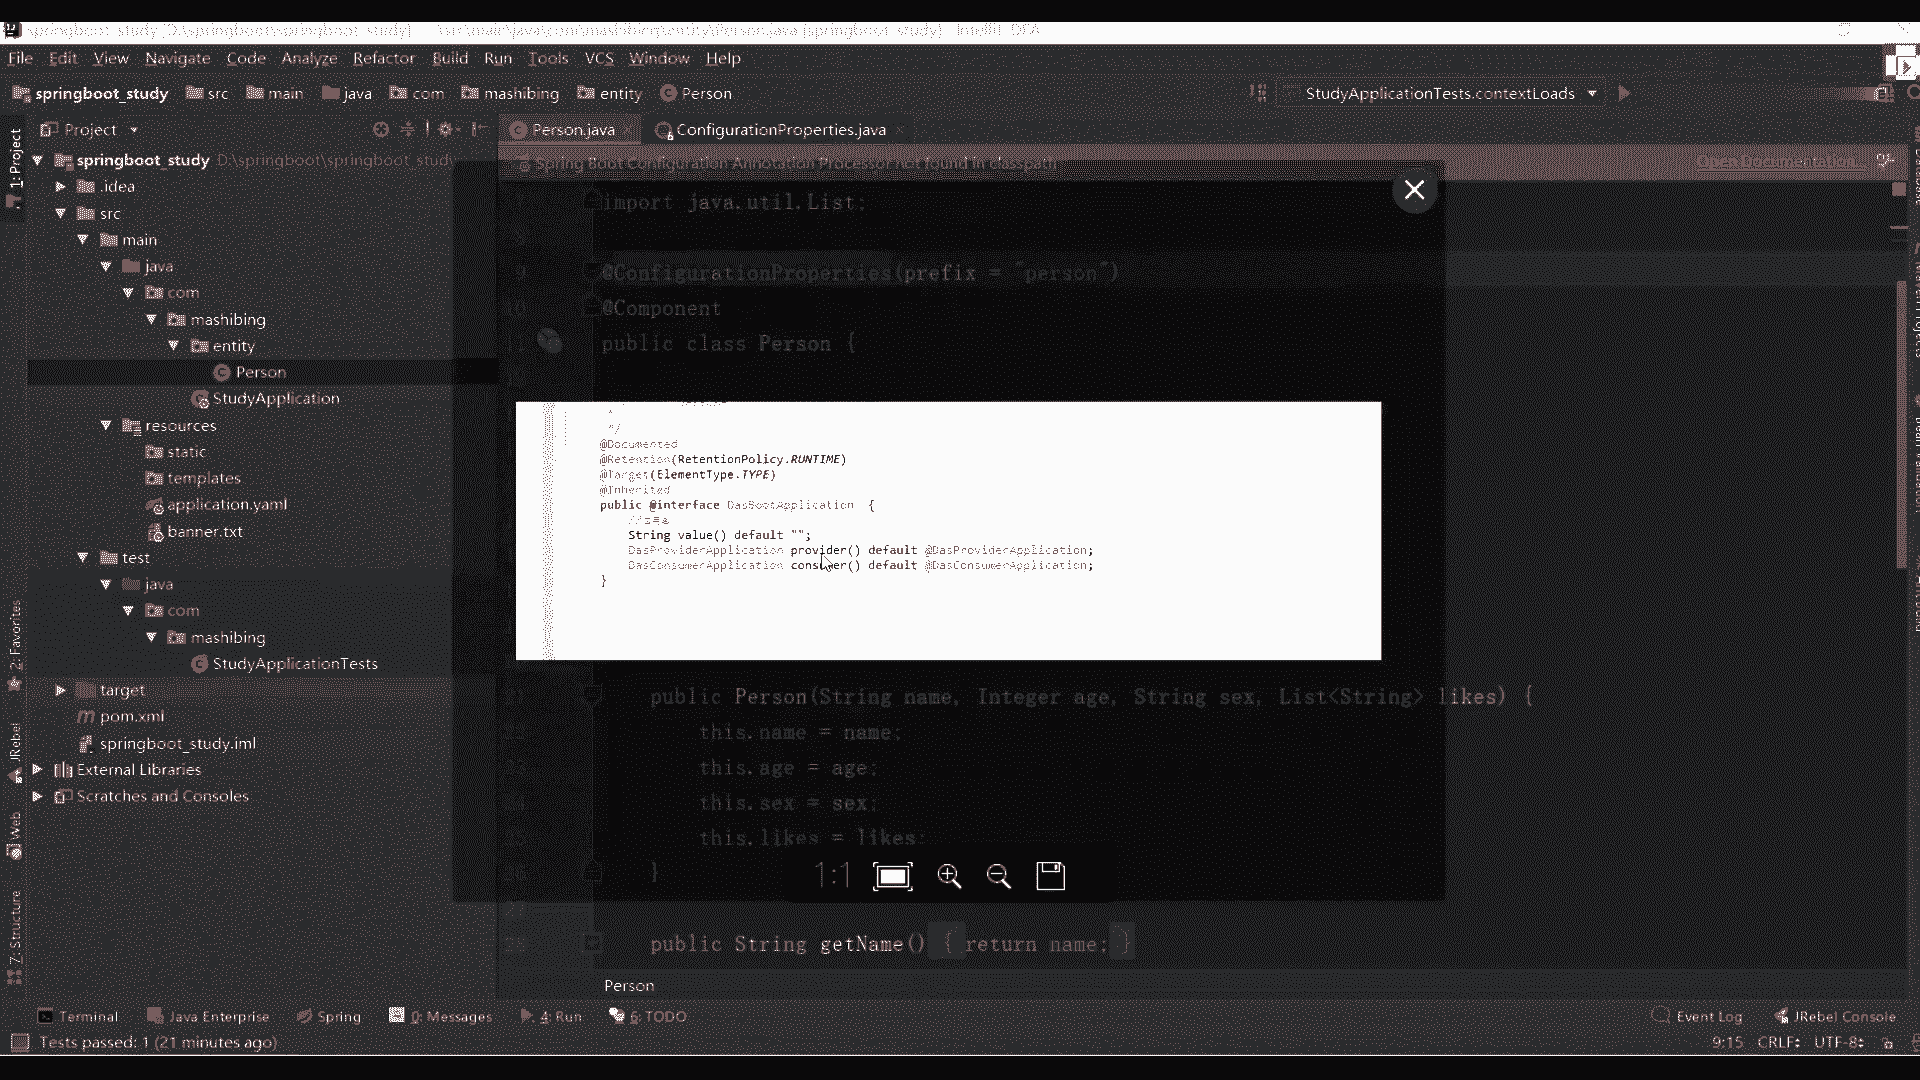 springboot_study [D:\springboot\springboot_study] - ...\src\main\java\com\mashibing\entity\Person.java [springboot_study] - IntelliJ IDEA
File Edit View Navigate Code Analyze Refactor Build Run Tools VCS Window Help
springboot_study src main java com mashibing entity Person StudyApplicationTests.contextLoads
1: Project
Project
springboot_study D:\springboot\springboot_study
.idea
src
main
java
com
mashibing
entity
Person
StudyApplication
resources
static
templates
application.yaml
banner.txt
test
java
com
mashibing
StudyApplicationTests
target
pom.xml
springboot_study.iml
External Libraries
Scratches and Consoles
2: Favorites
JRebel
Web
7: Structure
Person.java ConfigurationProperties.java
Spring Boot Configuration Annotation Processor not found in classpath Open Documentation...
import java.util.List;
9 @ConfigurationProperties(prefix = "person")
10 @Component
11 public class Person {
*
*/
@Documented
@Retention(RetentionPolicy.RUNTIME)
@Target(ElementType.TYPE)
@Inherited
public @interface DasBootApplication {
String value() default "";
DasProviderApplication provider() default @DasProviderApplication;
DasConsumerApplication consumer() default @DasConsumerApplication;
}
public Person(String name, Integer age, String sex, List<String> likes) {
this.name = name;
this.age = age;
this.sex = sex;
this.likes = likes;
}
1:1
27
28 public String getName() { return name; }
Person
Terminal Java Enterprise Spring 0: Messages 4: Run 6: TODO Event Log JRebel Console
Tests passed: 1 (21 minutes ago) 9:15 CRLF: UTF-8: